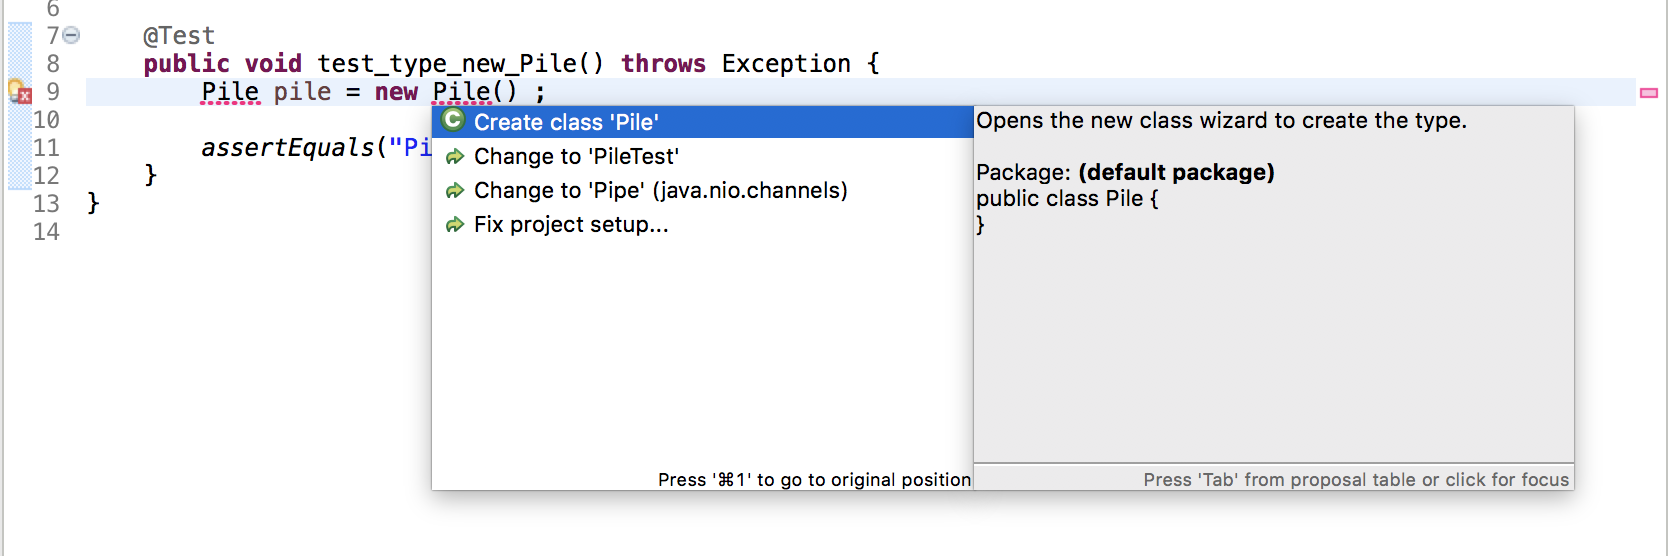 6
7 @Test
8 public void test_type_new_Pile() throws Exception {
9 Pile pile = new Pile() ;
10
11 assertEquals("Pi
12 }
13 }
14
Create class 'Pile'
Change to 'PileTest'
Change to 'Pipe' (java.nio.channels)
Fix project setup...
Press '⌘1' to go to original position
Opens the new class wizard to create the type.
Package: (default package)
public class Pile {
}
Press 'Tab' from proposal table or click for focus